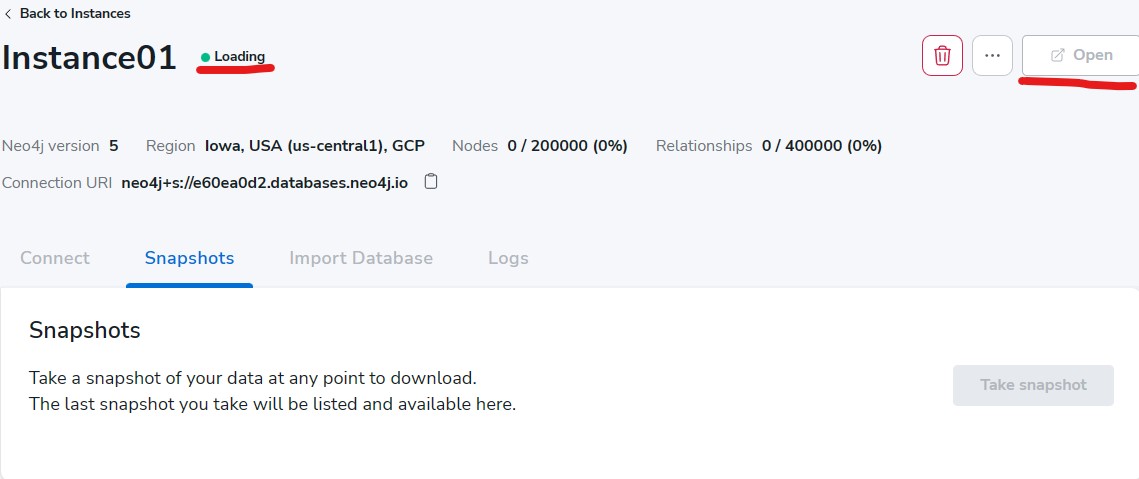 Back to Instances
Instance01 Loading Open
Neo4j version 5 Region Iowa, USA (us-central1), GCP Nodes 0 / 200000 (0%) Relationships 0 / 400000 (0%)
Connection URI neo4j+s://e60ea0d2.databases.neo4j.io
Connect Snapshots Import Database Logs
Snapshots
Take a snapshot of your data at any point to download.
The last snapshot you take will be listed and available here.
Take snapshot